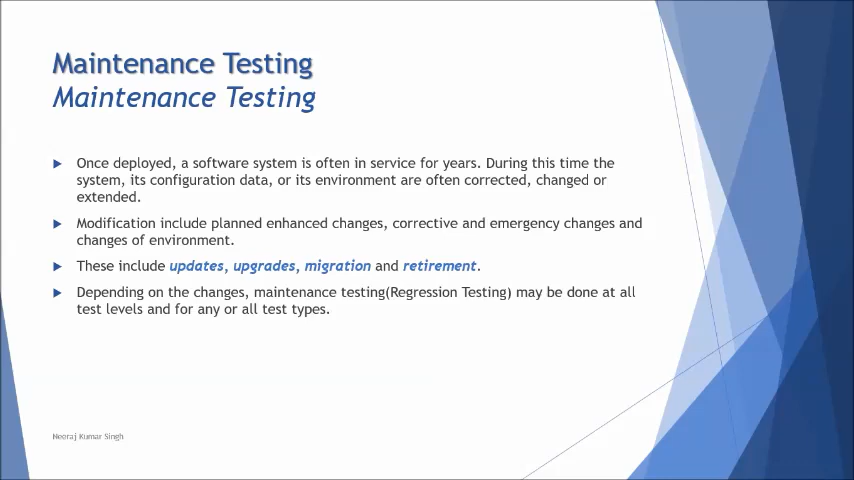 Maintenance Testing
Maintenance Testing
Once deployed, a software system is often in service for years. During this time the
system, its configuration data, or its environment are often corrected, changed or
extended.
Modification include planned enhanced changes, corrective and emergency changes and
changes of environment.
These include updates, upgrades, migration and retirement.
Depending on the changes, maintenance testing(Regression Testing) may be done at all
test levels and for any or all test types.
Neeraj Kumar Singh